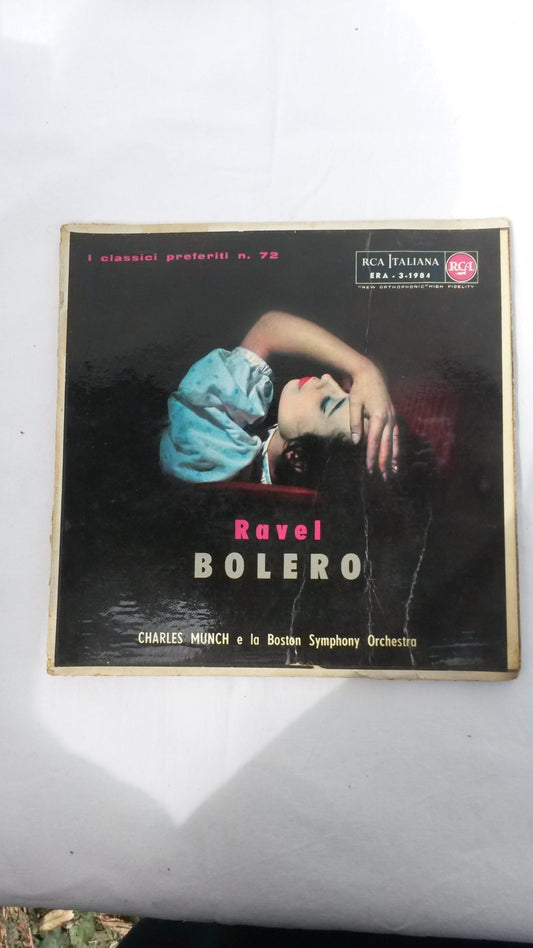 I classici preferiti n. 72
RCA ITALIANA
ERA - 3-1984
RCA
"NEW ORTHOPHONIC" HIGH FIDELITY
Ravel
BOLERO
CHARLES MUNCH e la Boston Symphony Orchestra